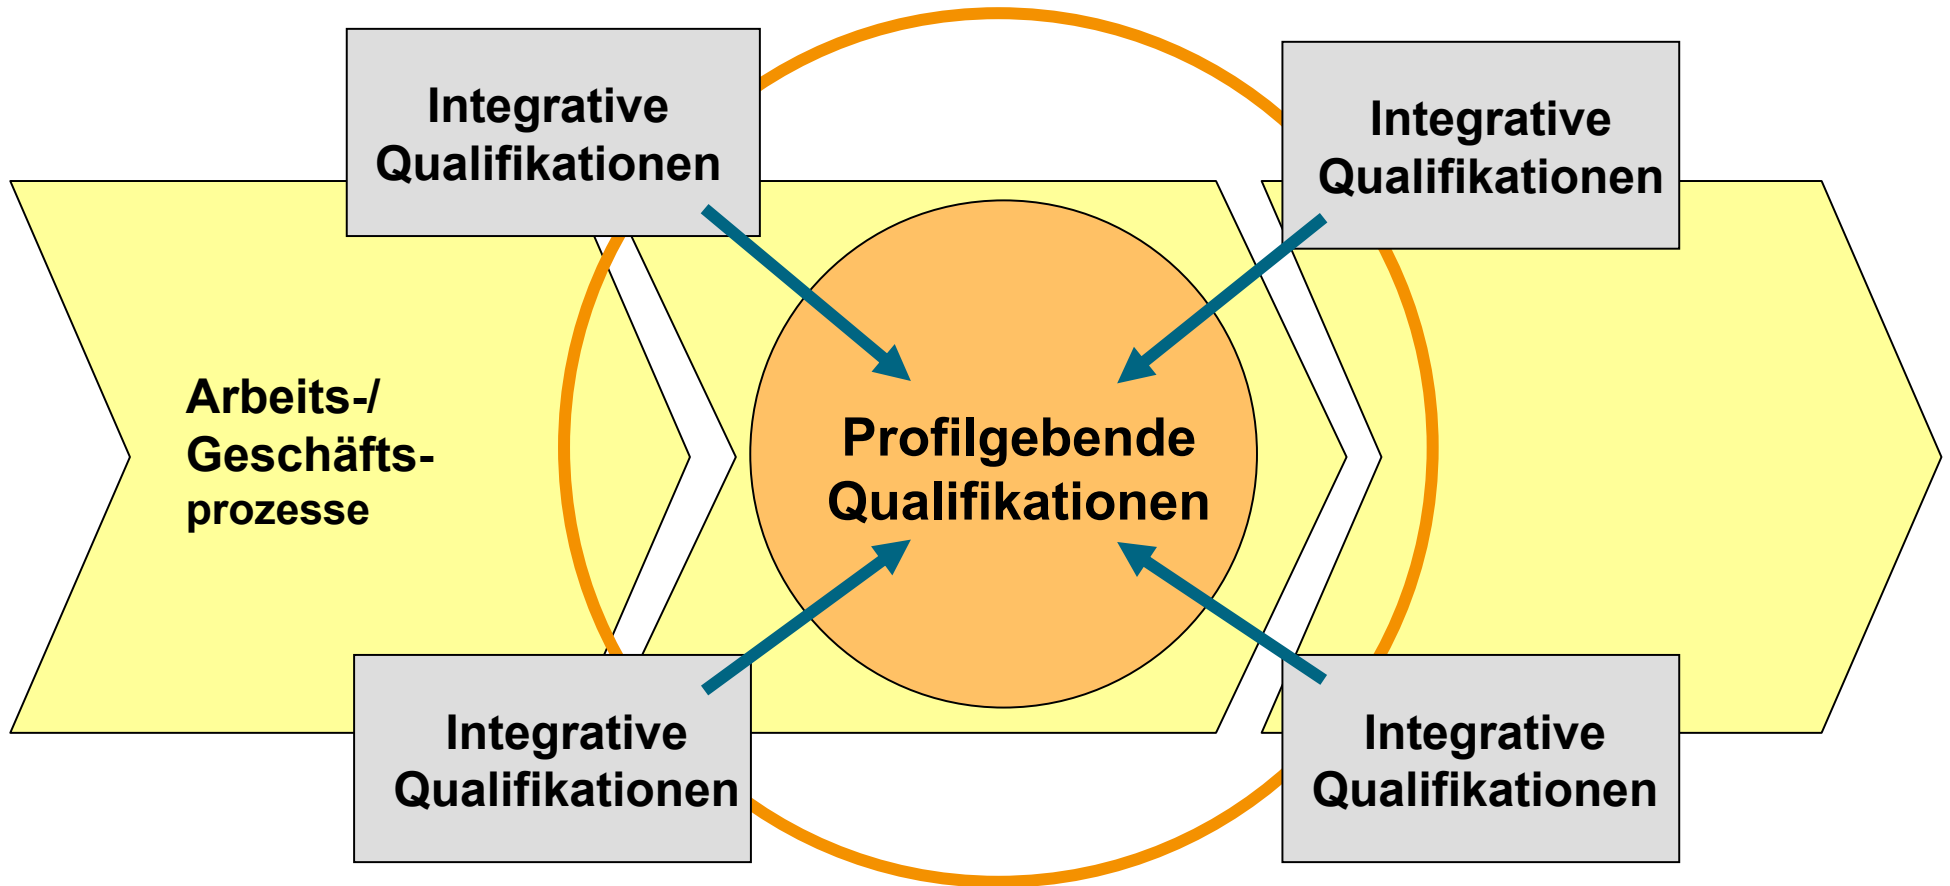 Integrative
Qualifikationen
Integrative
Qualifikationen
Arbeits-/
Geschäfts-
prozesse
Profilgebende
Qualifikationen
Integrative
Qualifikationen
Integrative
Qualifikationen